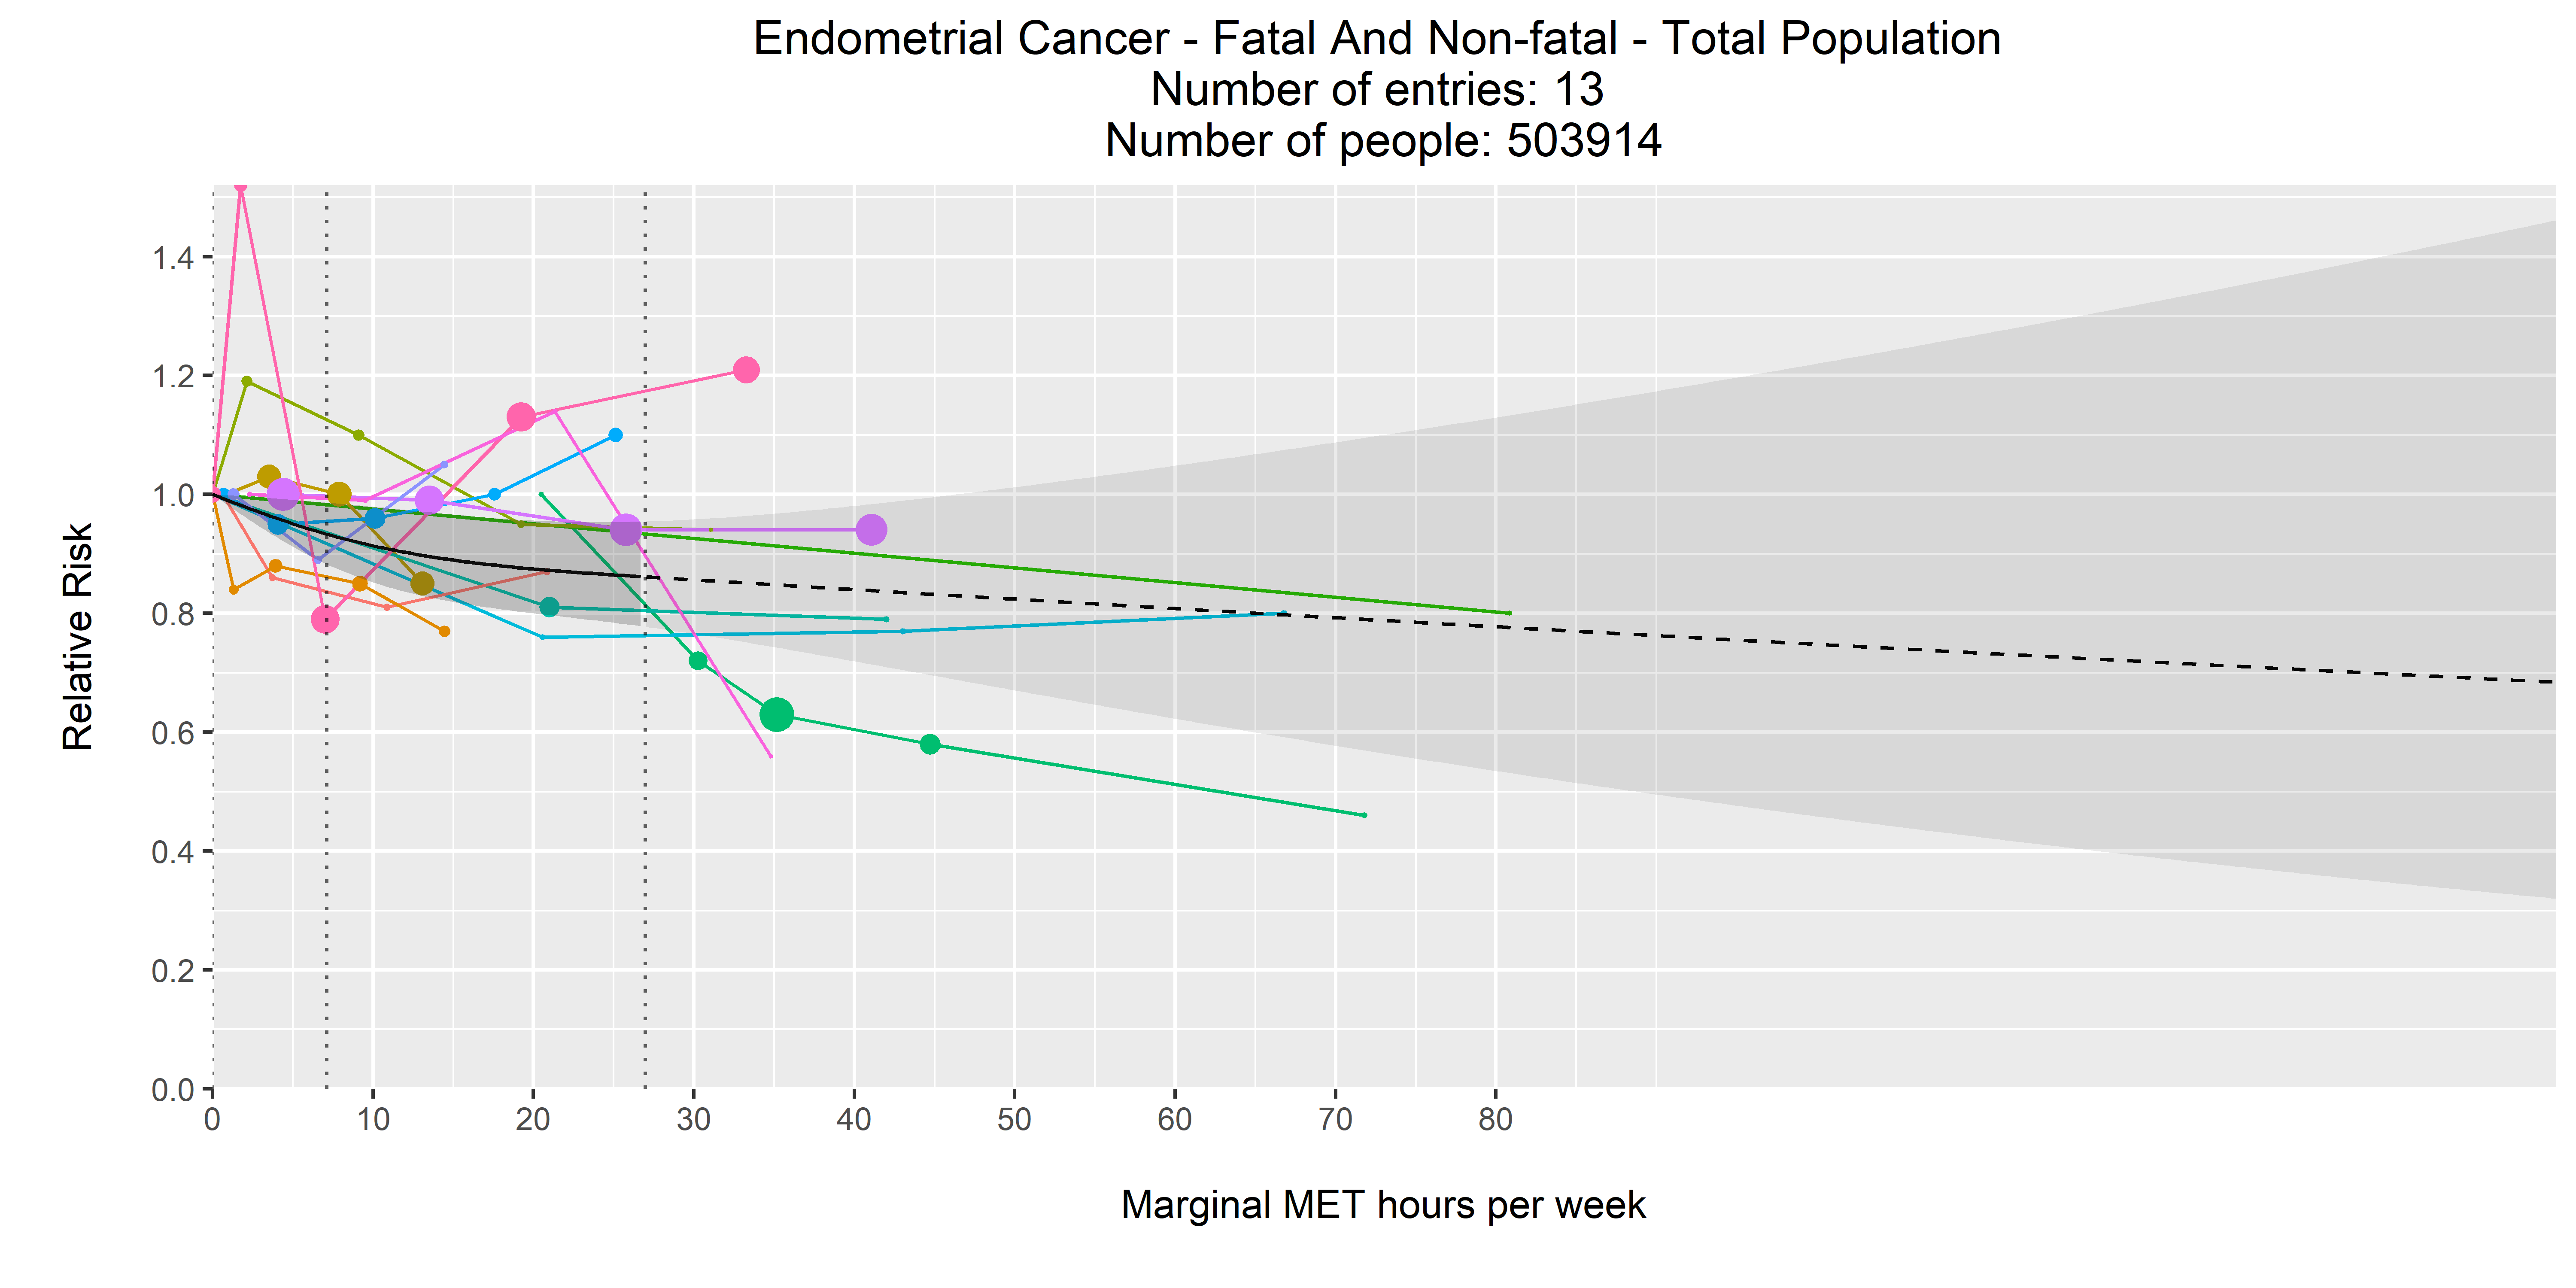 Endometrial Cancer - Fatal And Non-fatal - Total Population
Number of entries: 13
Number of people: 503914
Relative Risk
1.4
1.2
1.0
0.8
0.6
0.4
0.2
0.0
0 10 20 30 40 50 60 70 80
Marginal MET hours per week